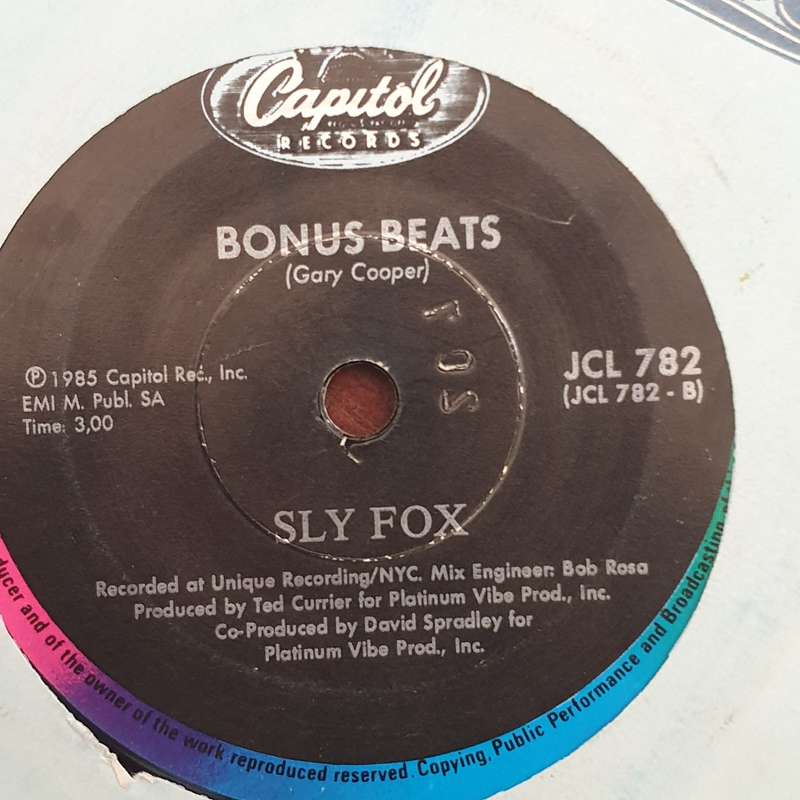 Capitol
RECORDS
BONUS BEATS
(Gary Cooper)
℗ 1985 Capitol Rec., Inc.
EMI M. Publ. SA
Time: 3,00
JCL 782
(JCL 782 - B)
SLY FOX
Recorded at Unique Recording/NYC. Mix Engineer: Bob Rosa
Produced by Ted Currier for Platinum Vibe Prod., Inc.
Co-Produced by David Spradley for
Platinum Vibe Prod., Inc.
and of the owner of the work reproduced reserved. Copying, Public Performance and Broadcasting